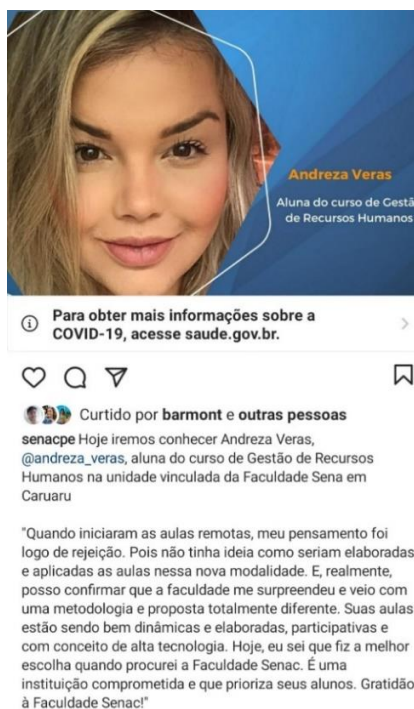 Andreza Veras
Aluna do curso de Gestã
de Recursos Humanos
Para obter mais informações sobre a
COVID-19, acesse saude.gov.br.
Curtido por barmont e outras pessoas
senacpe Hoje iremos conhecer Andreza Veras,
@andreza_veras, aluna do curso de Gestão de Recursos
Humanos na unidade vinculada da Faculdade Sena em
Caruaru
"Quando iniciaram as aulas remotas, meu pensamento foi
logo de rejeição. Pois não tinha ideia como seriam elaboradas
e aplicadas as aulas nessa nova modalidade. E, realmente,
posso confirmar que a faculdade me surpreendeu e veio com
uma metodologia e proposta totalmente diferente. Suas aulas
estão sendo bem dinâmicas e elaboradas, participativas e
com conceito de alta tecnologia. Hoje, eu sei que fiz a melhor
escolha quando procurei a Faculdade Senac. É uma
instituição comprometida e que prioriza seus alunos. Gratidão
à Faculdade Senac!"